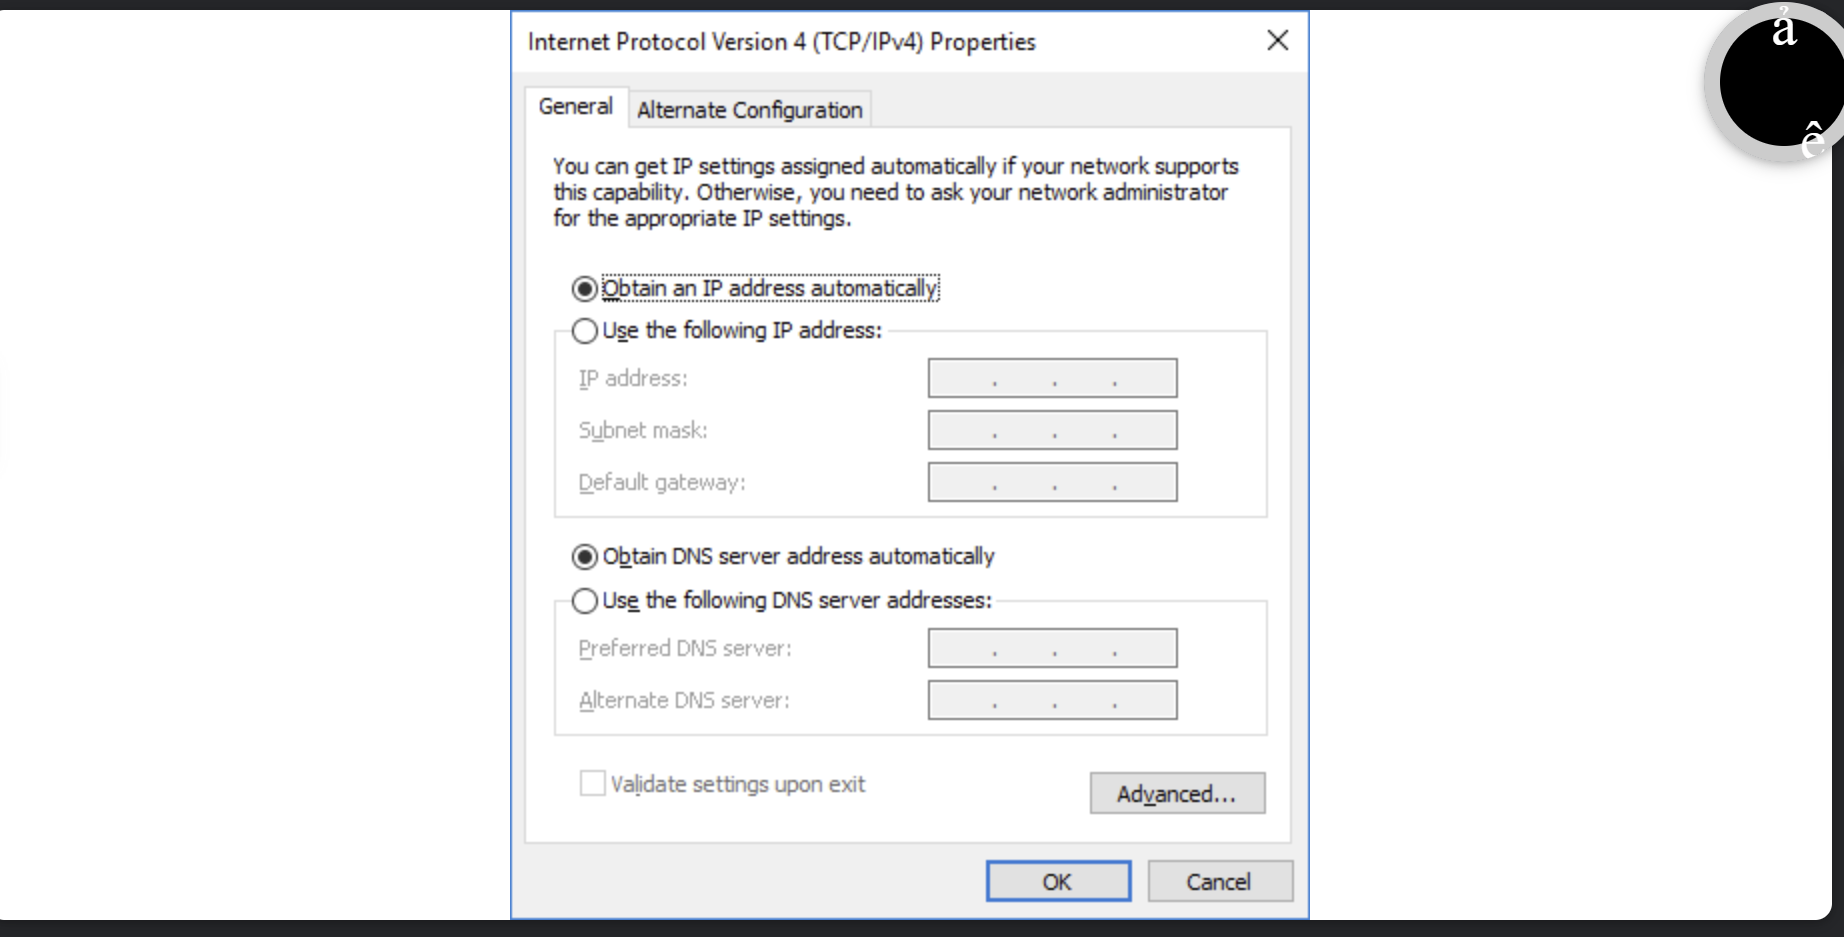 Internet Protocol Version 4 (TCP/IPv4) Properties
General
Alternate Configuration
You can get IP settings assigned automatically if your network supports
this capability. Otherwise, you need to ask your network administrator
for the appropriate IP settings.
Obtain an IP address automatically
Use the following IP address:
IP address:
Subnet mask:
Default gateway:
Obtain DNS server address automatically
Use the following DNS server addresses:
Preferred DNS server:
Alternate DNS server:
Validate settings upon exit
Advanced...
OK
Cancel
ả
ê